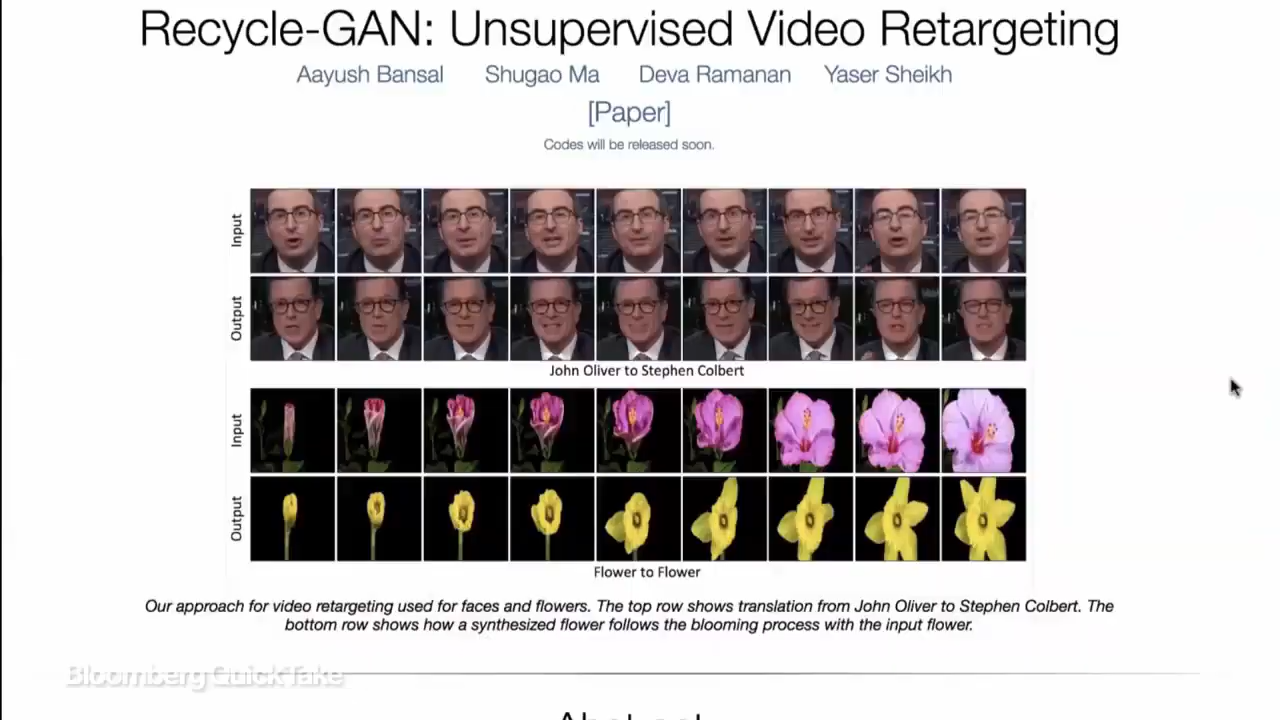 Recycle-GAN: Unsupervised Video Retargeting
Aayush Bansal Shugao Ma Deva Ramanan Yaser Sheikh
[Paper]
Codes will be released soon.
Input
Output
John Oliver to Stephen Colbert
Input
Output
Flower to Flower
Our approach for video retargeting used for faces and flowers. The top row shows translation from John Oliver to Stephen Colbert. The
bottom row shows how a synthesized flower follows the blooming process with the input flower.
Bloomberg QuickTake
Abstract